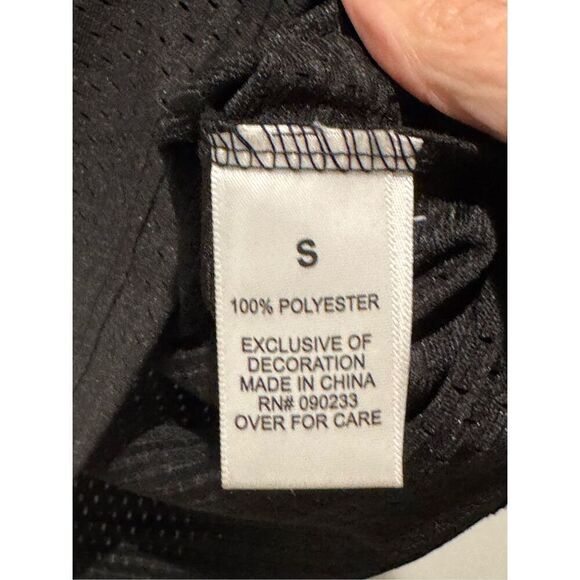 S
100% POLYESTER
EXCLUSIVE OF
DECORATION
MADE IN CHINA
RN# 090233
OVER FOR CARE